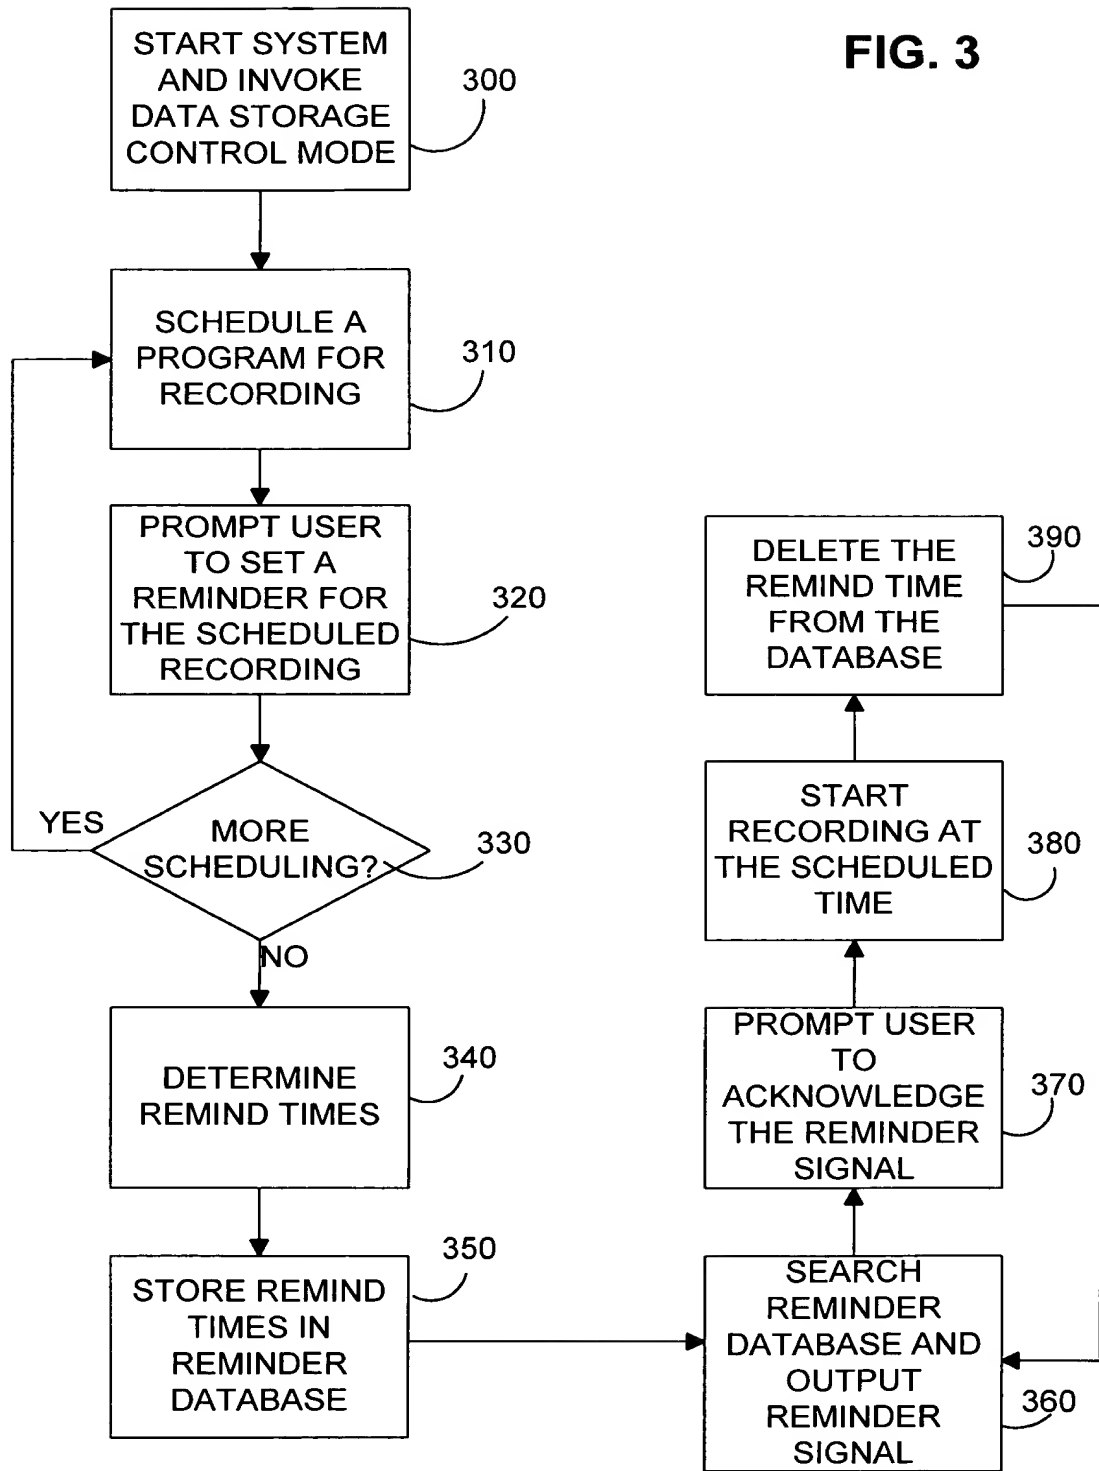 FIG. 3
START SYSTEM
AND INVOKE
DATA STORAGE
CONTROL MODE
300
SCHEDULE A
PROGRAM FOR
RECORDING
310
PROMPT USER
TO SET A
REMINDER FOR
THE SCHEDULED
RECORDING
320
MORE
SCHEDULING?
330
YES
NO
DETERMINE
REMIND TIMES
340
STORE REMIND
TIMES IN
REMINDER
DATABASE
350
SEARCH
REMINDER
DATABASE AND
OUTPUT
REMINDER
SIGNAL
360
PROMPT USER
TO
ACKNOWLEDGE
THE REMINDER
SIGNAL
370
START
RECORDING AT
THE SCHEDULED
TIME
380
DELETE THE
REMIND TIME
FROM THE
DATABASE
390